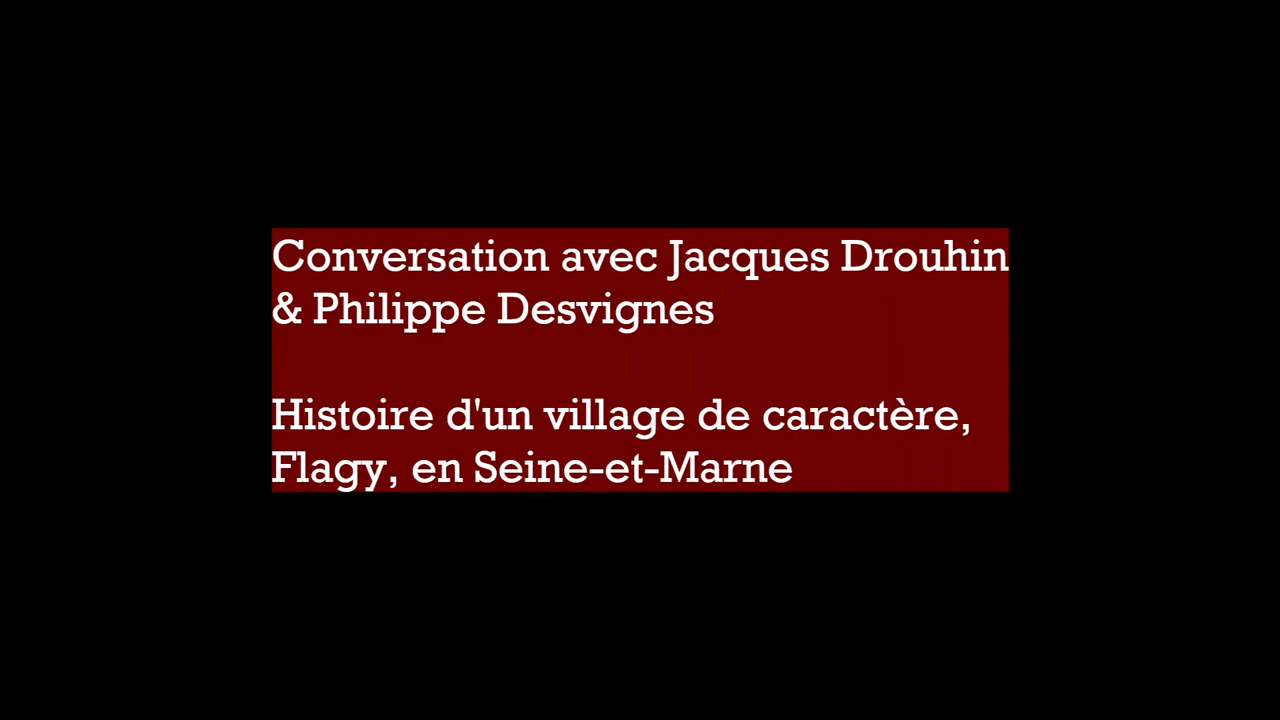 Conversation avec Jacques Drouhin
& Philippe Desvignes
Histoire d'un village de caractère,
Flagy, en Seine-et-Marne